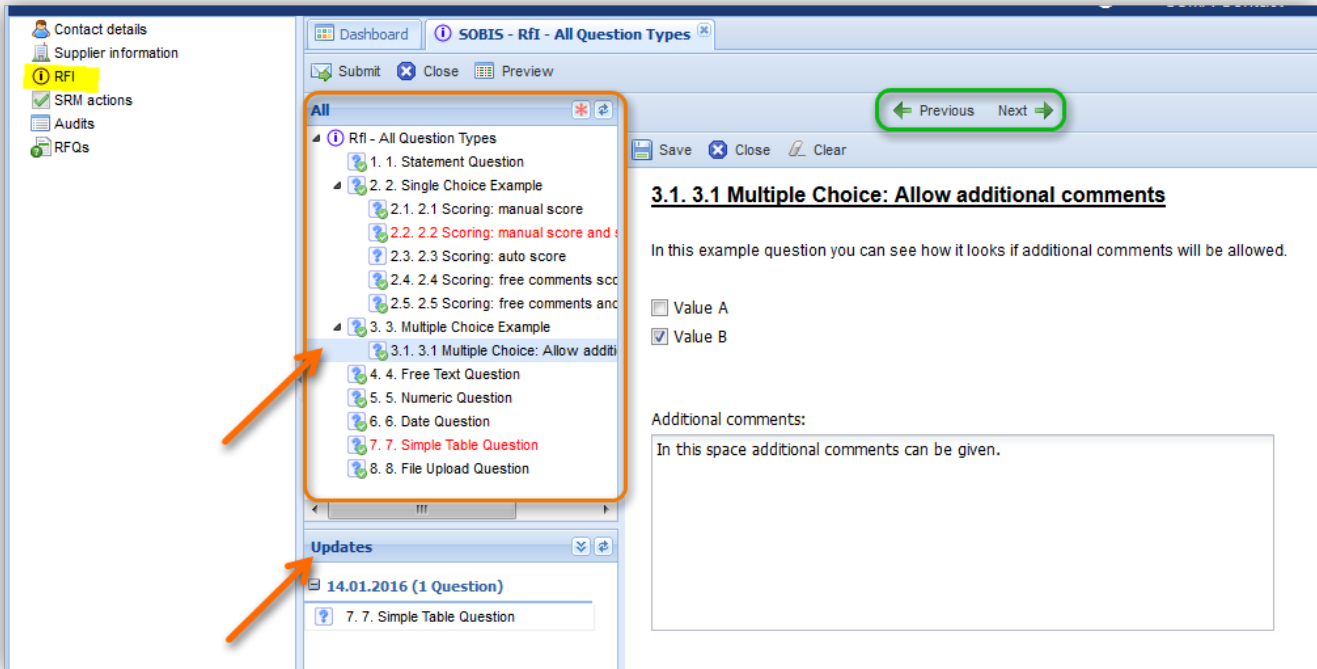 Contact details
Supplier information
RFI
SRM actions
Audits
RFQs
Dashboard
SOBIS - RfI - All Question Types
Submit Close Preview
All
RfI - All Question Types
1. 1. Statement Question
2. 2. Single Choice Example
2.1. 2.1 Scoring: manual score
2.2. 2.2 Scoring: manual score and
2.3. 2.3 Scoring: auto score
2.4. 2.4 Scoring: free comments sco
2.5. 2.5 Scoring: free comments and
3. 3. Multiple Choice Example
3.1. 3.1 Multiple Choice: Allow additi
4. 4. Free Text Question
5. 5. Numeric Question
6. 6. Date Question
7. 7. Simple Table Question
8. 8. File Upload Question
Updates
14.01.2016 (1 Question)
7. 7. Simple Table Question
Previous Next
Save Close Clear
3.1. 3.1 Multiple Choice: Allow additional comments
In this example question you can see how it looks if additional comments will be allowed.
Value A
Value B
Additional comments:
In this space additional comments can be given.